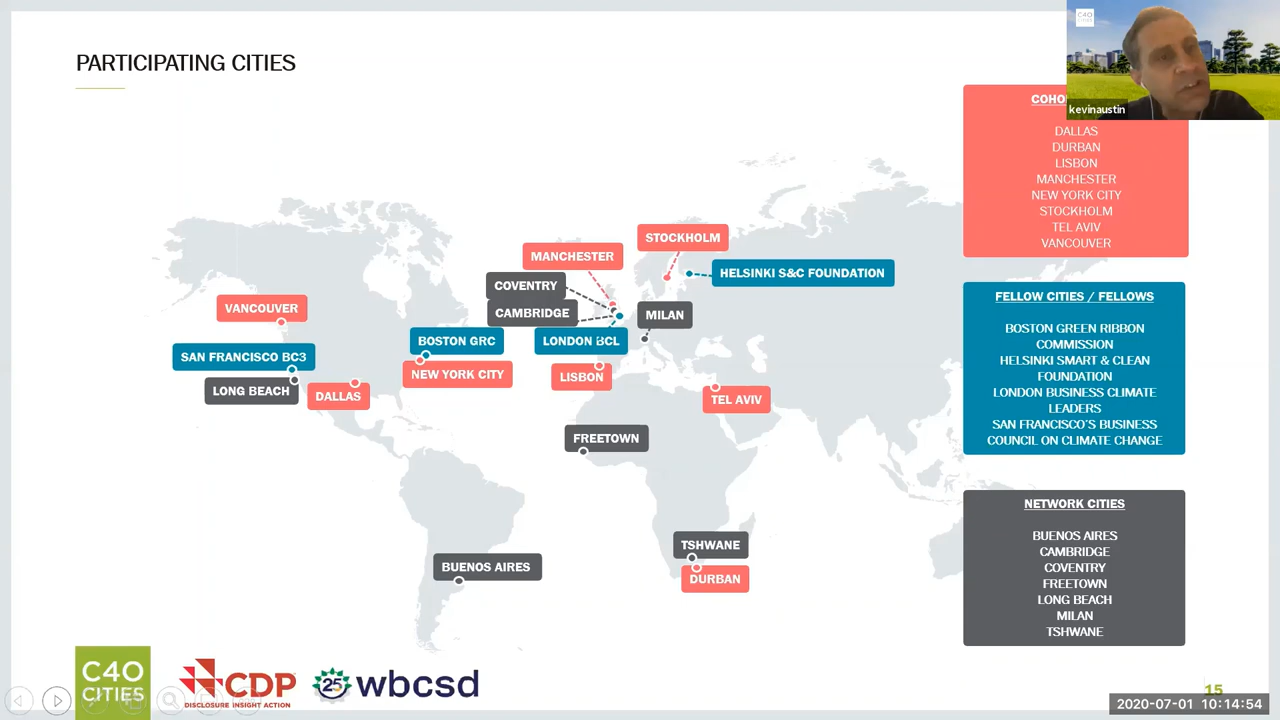 PARTICIPATING CITIES
C40
kevinaustin
COHO
DALLAS
DURBAN
LISBON
MANCHESTER
NEW YORK CITY
STOCKHOLM
TEL AVIV
VANCOUVER
STOCKHOLM
MANCHESTER
HELSINKI S&C FOUNDATION
COVENTRY
CAMBRIDGE
MILAN
VANCOUVER
BOSTON GRC
LONDON BCL
SAN FRANCISCO BC3
NEW YORK CITY
LISBON
LONG BEACH
DALLAS
TEL AVIV
FREETOWN
TSHWANE
BUENOS AIRES
DURBAN
FELLOW CITIES / FELLOWS
BOSTON GREEN RIBBON
COMMISSION
HELSINKI SMART & CLEAN
FOUNDATION
LONDON BUSINESS CLIMATE
LEADERS
SAN FRANCISCO'S BUSINESS
COUNCIL ON CLIMATE CHANGE
NETWORK CITIES
BUENOS AIRES
CAMBRIDGE
COVENTRY
FREETOWN
LONG BEACH
MILAN
TSHWANE
C40
CITIES
CDP
DISCLOSURE INSIGHT ACTION
25
wbcsd
15
2020-07-01 10:14:54